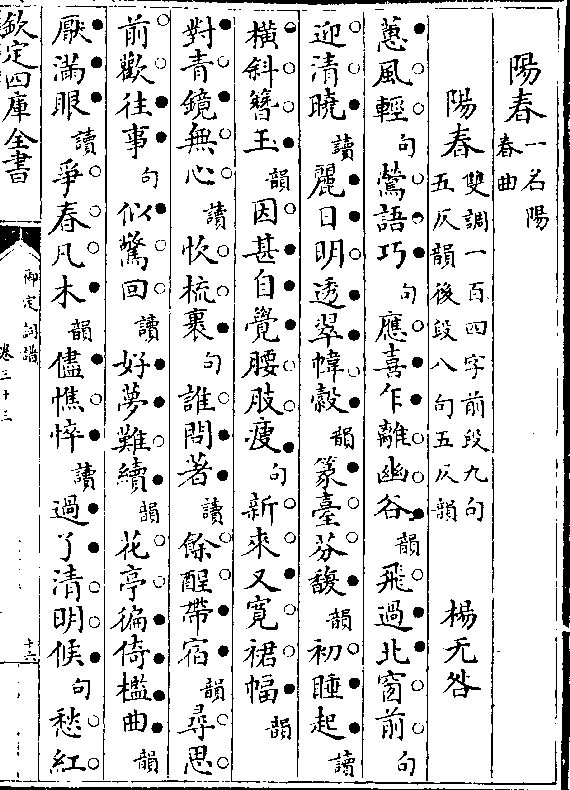 陽春一名陽
春曲
陽春雙調一百四字前段九句
五仄韻後段八句五仄韻 楊无咎
蕙風輕句鶯語巧句應喜乍離幽谷韻飛過北窗前句
迎清曉讀麗日明透翠幃縠韻篆臺芬馥韻初睡起讀
橫斜簪玉韻因甚自覺腰肢瘦句新來又寬裙幅韻
對青鏡無心讀忺梳裹句誰問著讀餘酲帶宿韻尋思
前歡往事句似驚回讀好夢難續韻花亭徧倚檻曲韻
厭滿眼讀爭春凡木韻儘憔悴讀過了清明候句愁紅
欽定四庫全書
御定詞譜
卷三十三
十三